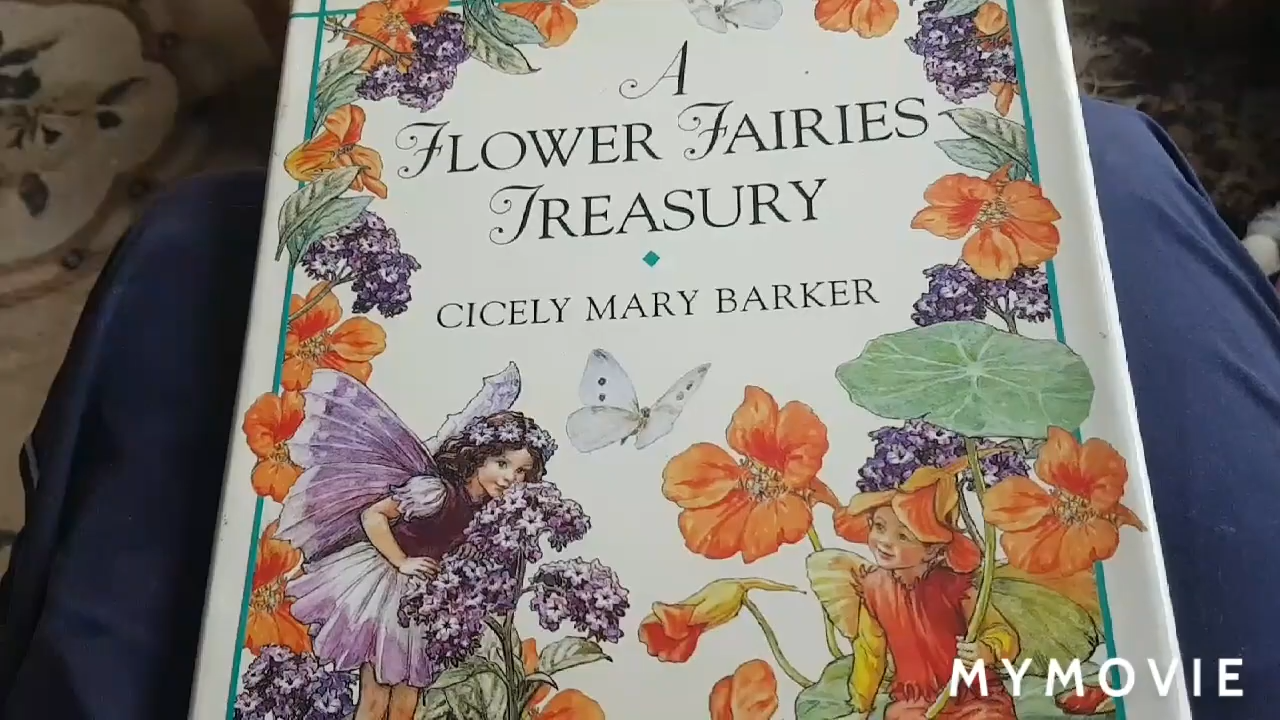 A
FLOWER FAIRIES
TREASURY
CICELY MARY BARKER
MYMOVIE